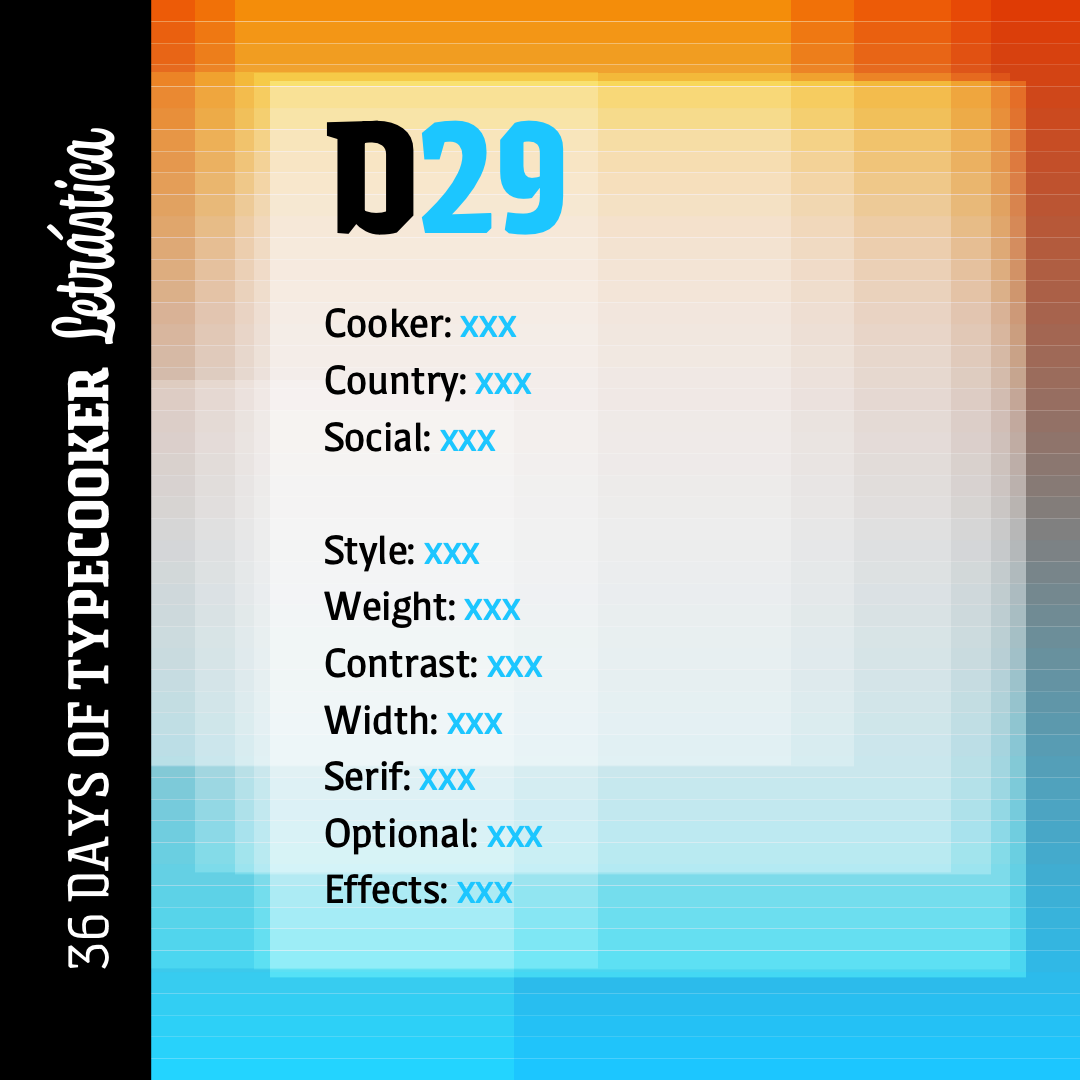 36 DAYS OF TYPECOOKER Letrástica
D29
Cooker: xxx
Country: xxx
Social: xxx
Style: xxx
Weight: xxx
Contrast: xxx
Width: xxx
Serif: xxx
Optional: xxx
Effects: xxx